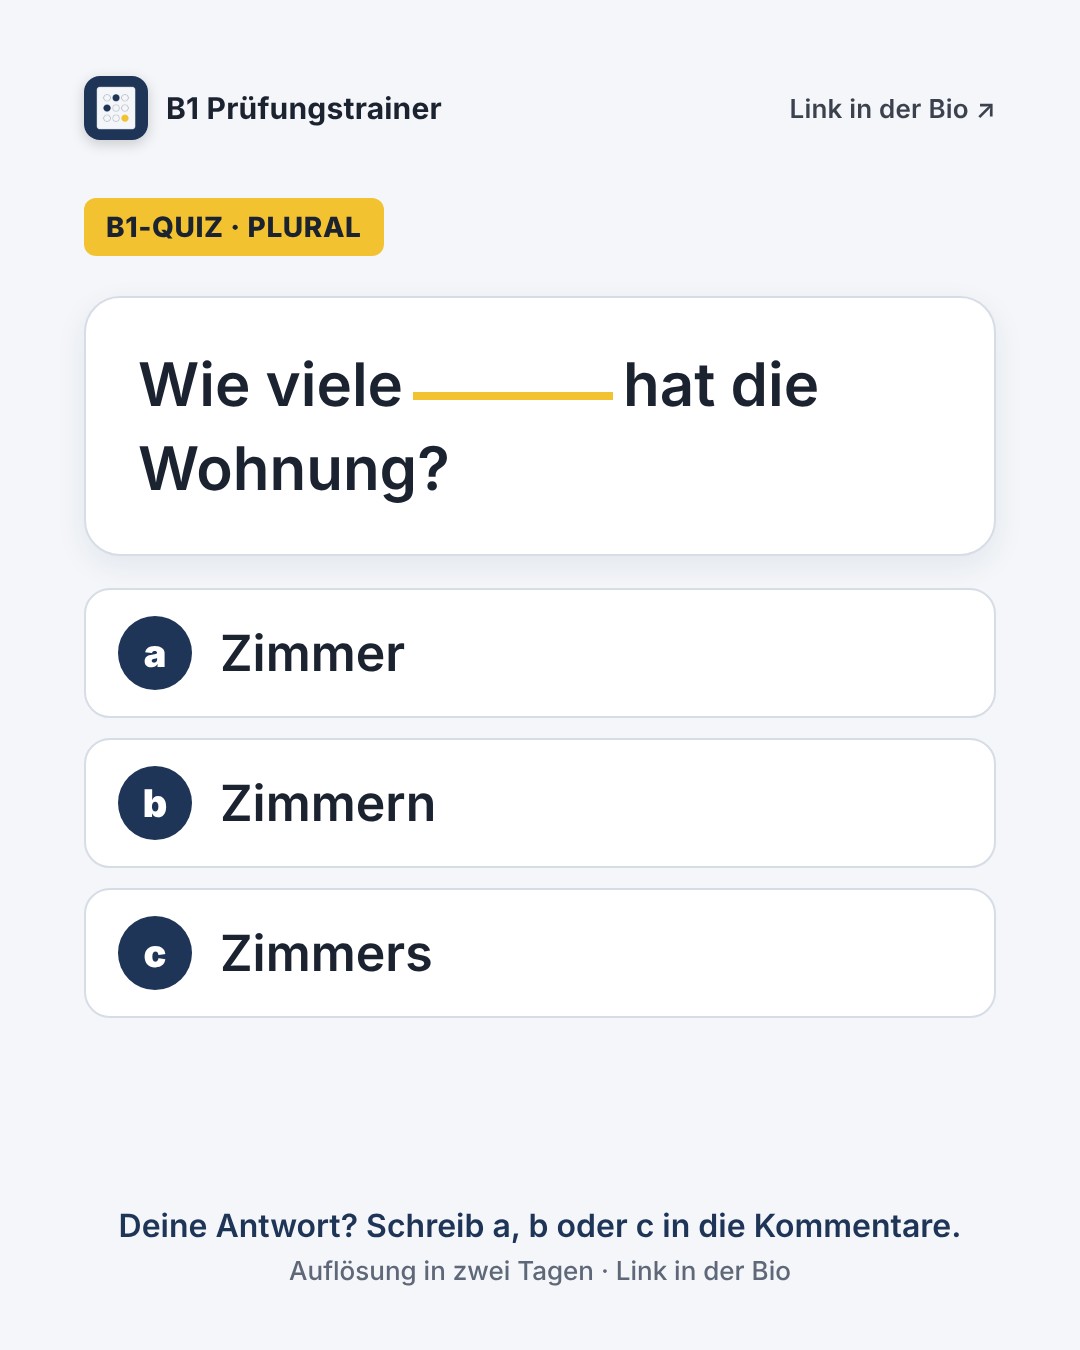 B1 Prüfungstrainer
Link in der Bio ↗
B1-QUIZ · PLURAL
Wie viele ______ hat die
Wohnung?
a Zimmer
b Zimmern
c Zimmers
Deine Antwort? Schreib a, b oder c in die Kommentare.
Auflösung in zwei Tagen · Link in der Bio